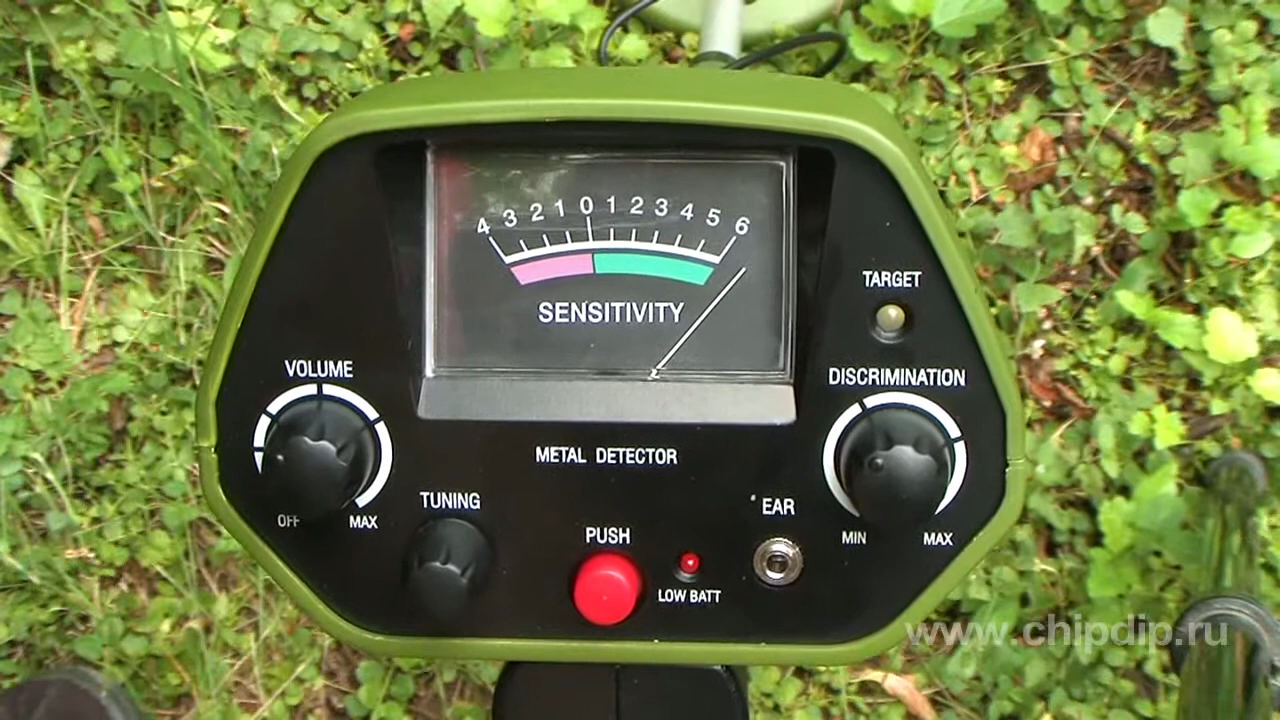 4 3 2 1 0 1 2 3 4 5 6
SENSITIVITY
TARGET
VOLUME
DISCRIMINATION
OFF MAX
METAL DETECTOR
TUNING
EAR
PUSH
MIN MAX
LOW BATT
www.chipdip.ru